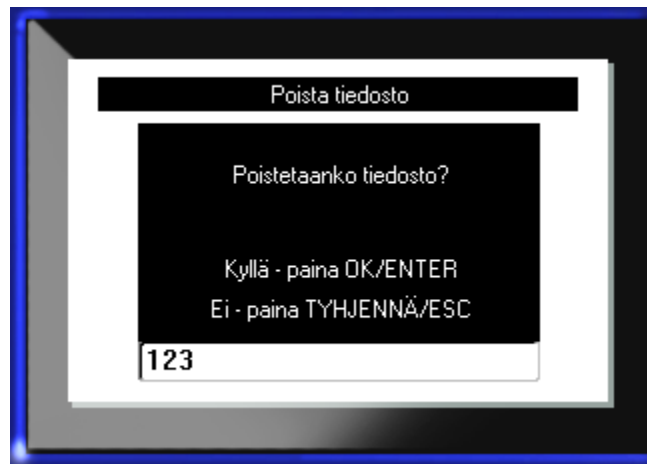 Poista tiedosto
Poistetaanko tiedosto?
Kyllä - paina OK/ENTER
Ei - paina TYHJENNÄ/ESC
123